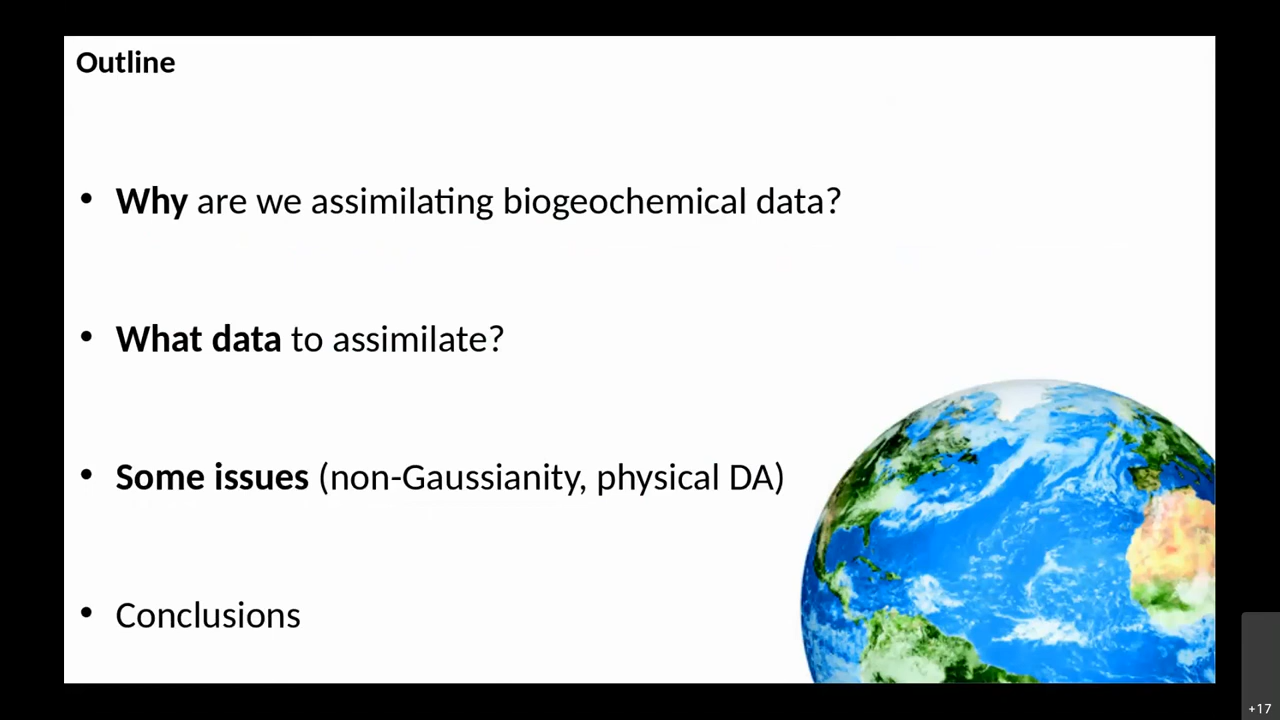 Outline
• Why are we assimilating biogeochemical data?
• What data to assimilate?
• Some issues (non-Gaussianity, physical DA)
• Conclusions
+17